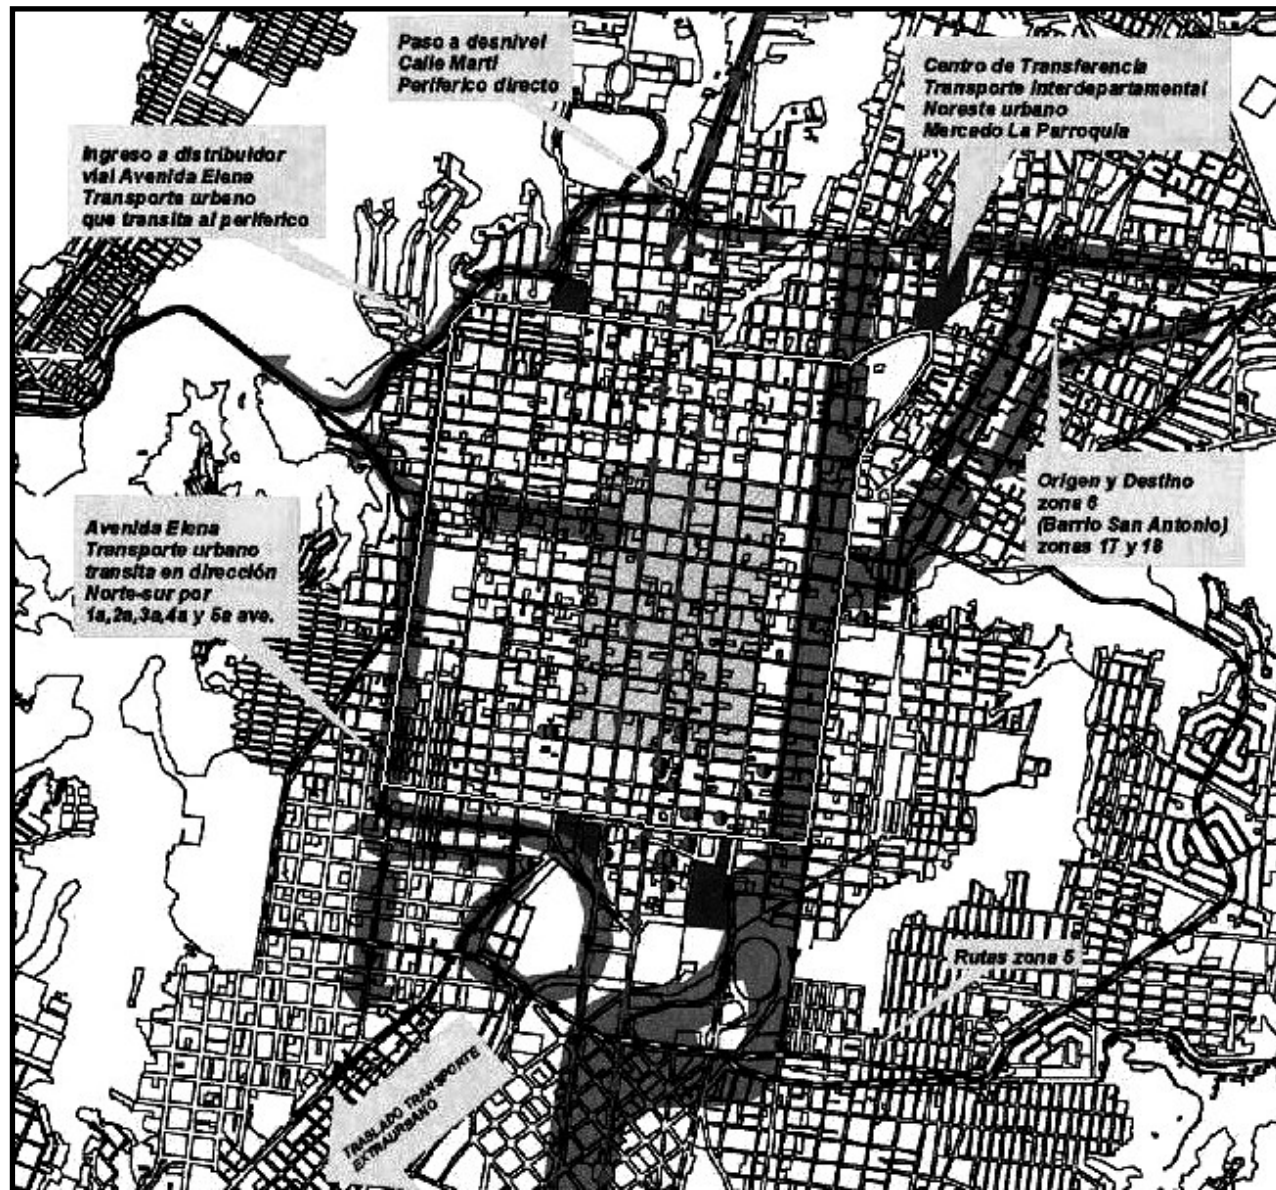 Paso a desnivel
Calle Martí
Periferico directo
Centro de Transferencia
Transporte interdepartamental
Noreste urbano
Mercado La Parroquia
Ingreso a distribuidor
vial Avenida Elena
Transporte urbano
que transita al periferico
Origen y Destino
zona 6
(Barrio San Antonio)
zonas 17 y 18
Avenida Elena
Transporte urbano
transita en dirección
Norte-sur por
1a,2a,3a,4a y 5a ave.
Rutas zona 5
TRASLADO TRANSPORTE
EXTRAURBANO